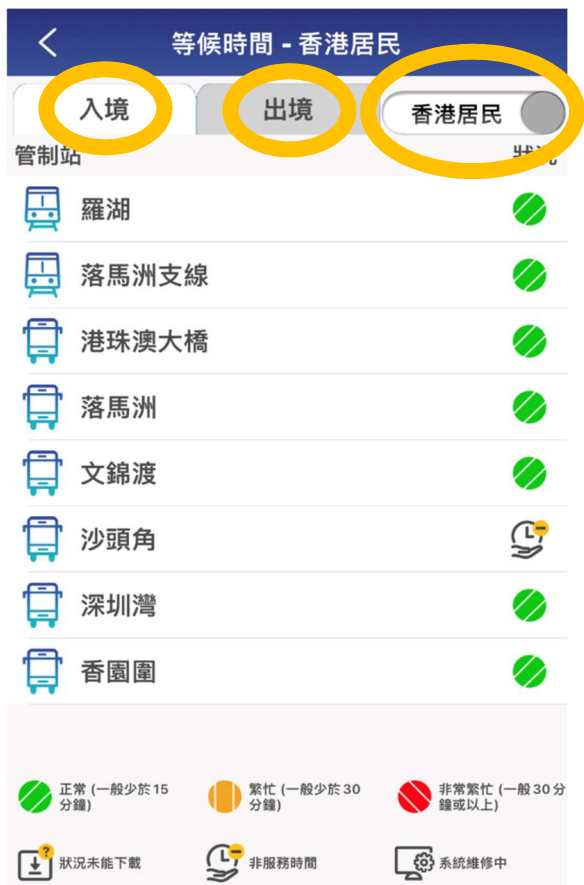 等候時間 - 香港居民
入境 出境 香港居民
管制站 狀況
羅湖
落馬洲支線
港珠澳大橋
落馬洲
文錦渡
沙頭角
深圳灣
香園圍
正常 (一般少於 15
分鐘)
繁忙 (一般少於 30
分鐘)
非常繁忙 (一般 30 分
鐘或以上)
?
狀況未能下載
非服務時間
系統維修中